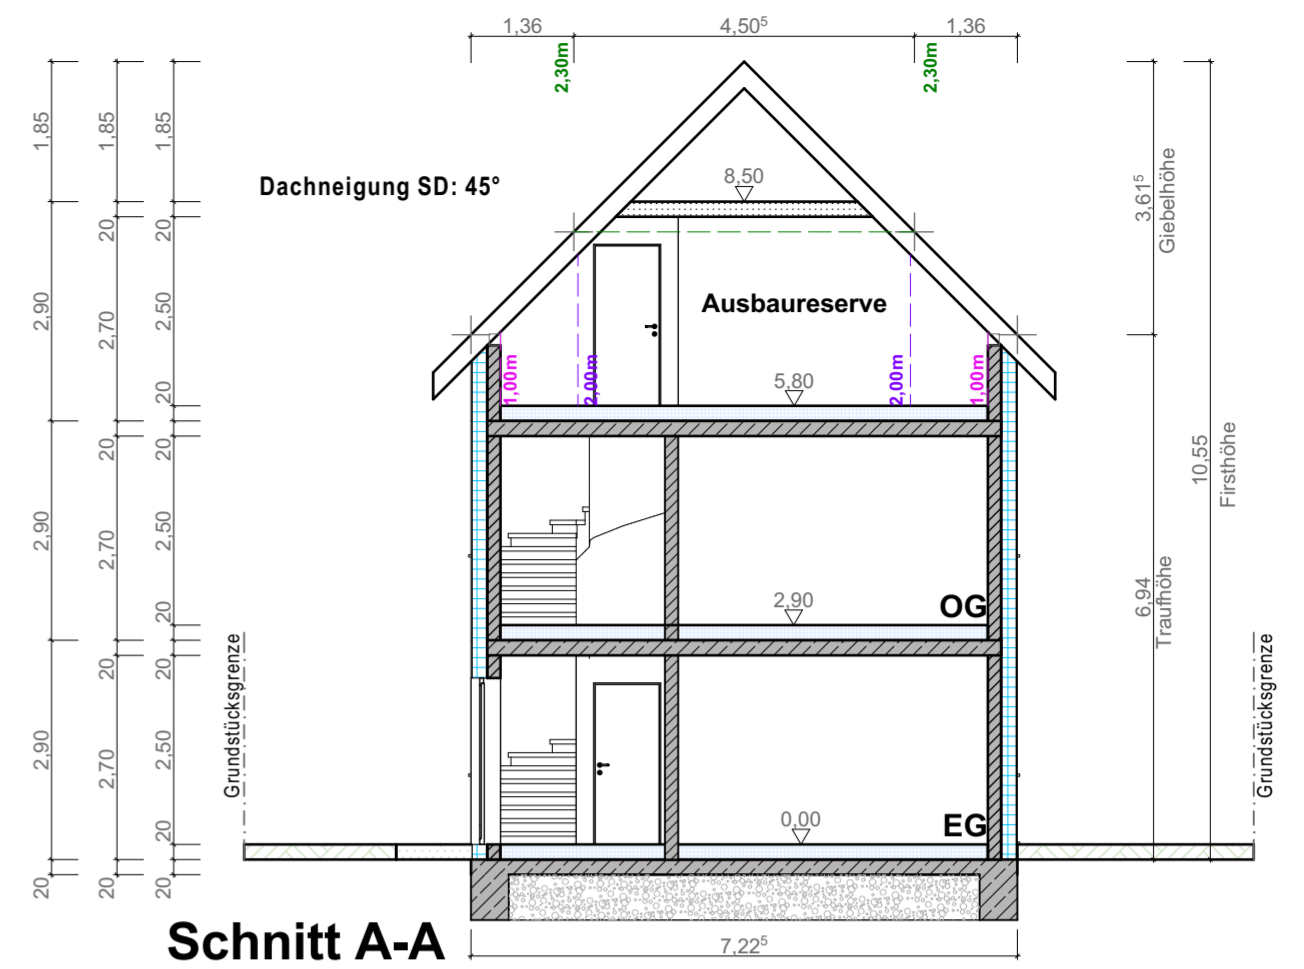 1,36
4,50⁵
1,36
2,30m
2,30m
1,85
1,85
1,85
Dachneigung SD: 45°
8,50
3,61⁵
Giebelhöhe
20
20
2,90
2,70
2,50
Ausbaureserve
1,00m
2,00m
2,00m
1,00m
5,80
20
20
20
10,55
Firsthöhe
2,90
2,70
2,50
2,90
OG
6,94
Traufhöhe
20
20
20
Grundstücksgrenze
Grundstücksgrenze
2,90
2,70
2,50
0,00
EG
20
20
20
20
Schnitt A-A
7,22⁵